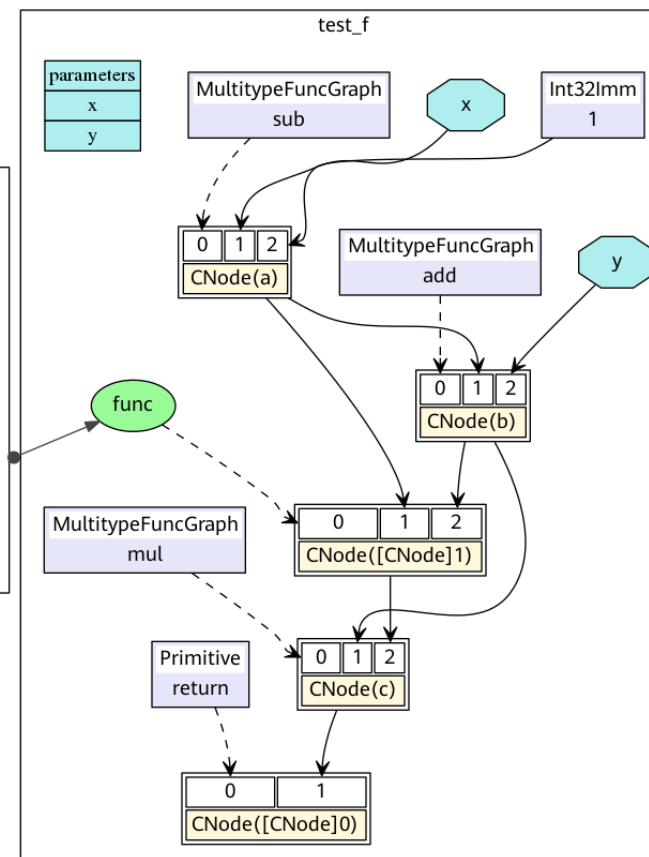 test_f
parameters
x
y
MultitypeFuncGraph
sub
x
Int32Imm
1
0 1 2
CNode(a)
MultitypeFuncGraph
add
y
0 1 2
CNode(b)
func
0 1 2
CNode([CNode]1)
MultitypeFuncGraph
mul
0 1 2
CNode(c)
Primitive
return
0 1
CNode([CNode]0)